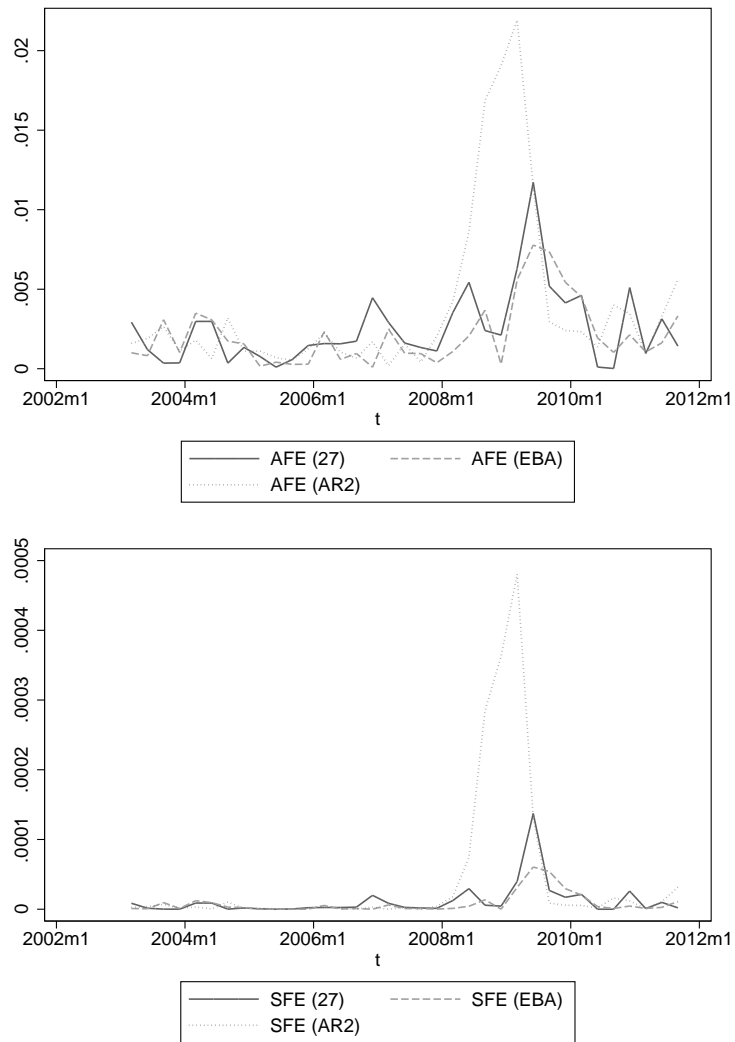 .02
.015
.01
.005
0
2002m1 2004m1 2006m1 2008m1 2010m1 2012m1
t
AFE (27) AFE (EBA)
AFE (AR2)
.0005
.0004
.0003
.0002
.0001
0
2002m1 2004m1 2006m1 2008m1 2010m1 2012m1
t
SFE (27) SFE (EBA)
SFE (AR2)